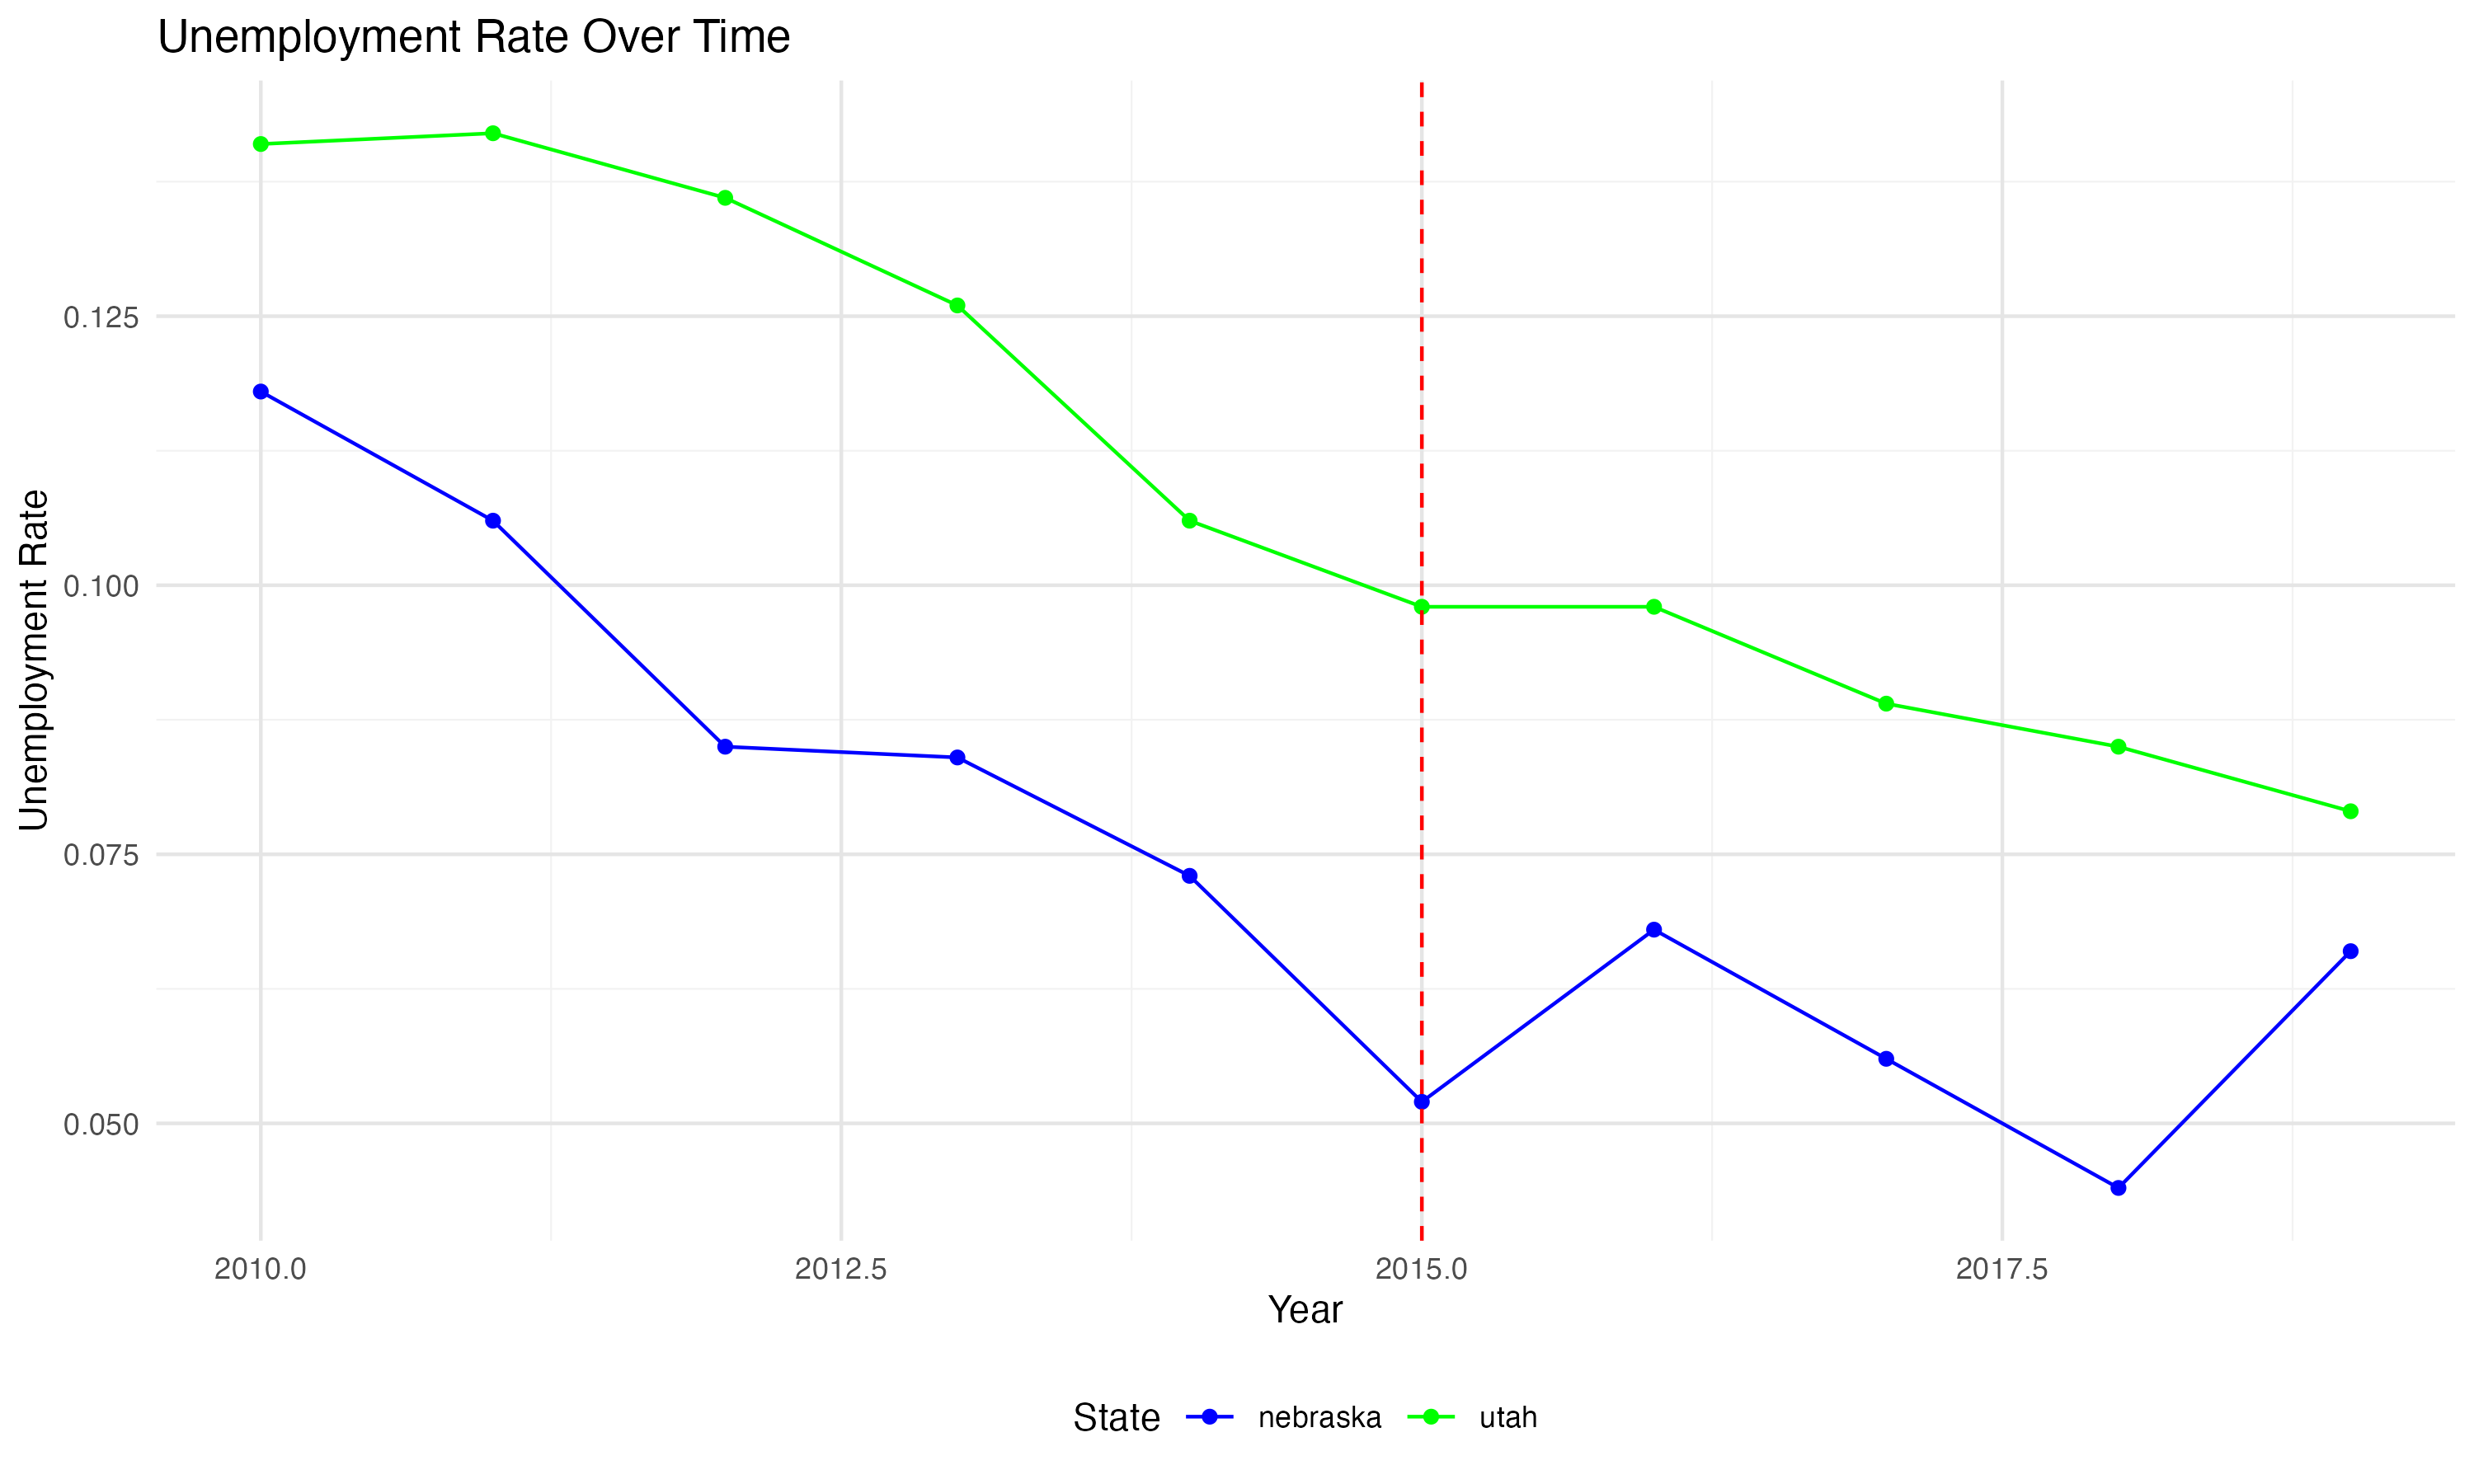 Unemployment Rate Over Time
Unemployment Rate
0.125
0.100
0.075
0.050
2010.0 2012.5 2015.0 2017.5
Year
State nebraska utah